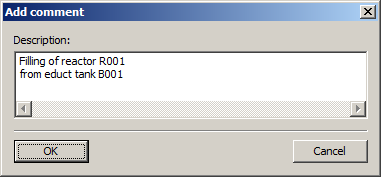 Add comment
Description:
Filling of reactor R001
from educt tank B001
OK
Cancel